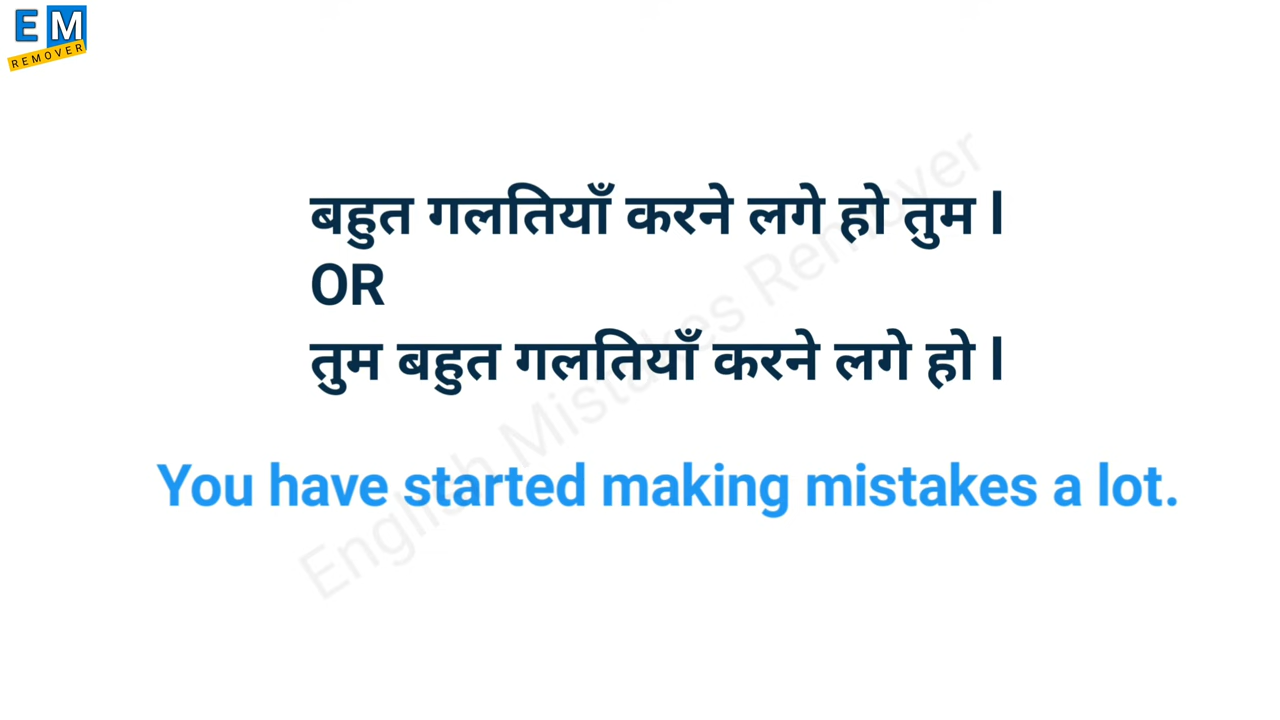 EM
REMOVER
बहुत गलतियाँ करने लगे हो तुम l
OR
तुम बहुत गलतियाँ करने लगे हो l
You have started making mistakes a lot.
English Mistakes Remover